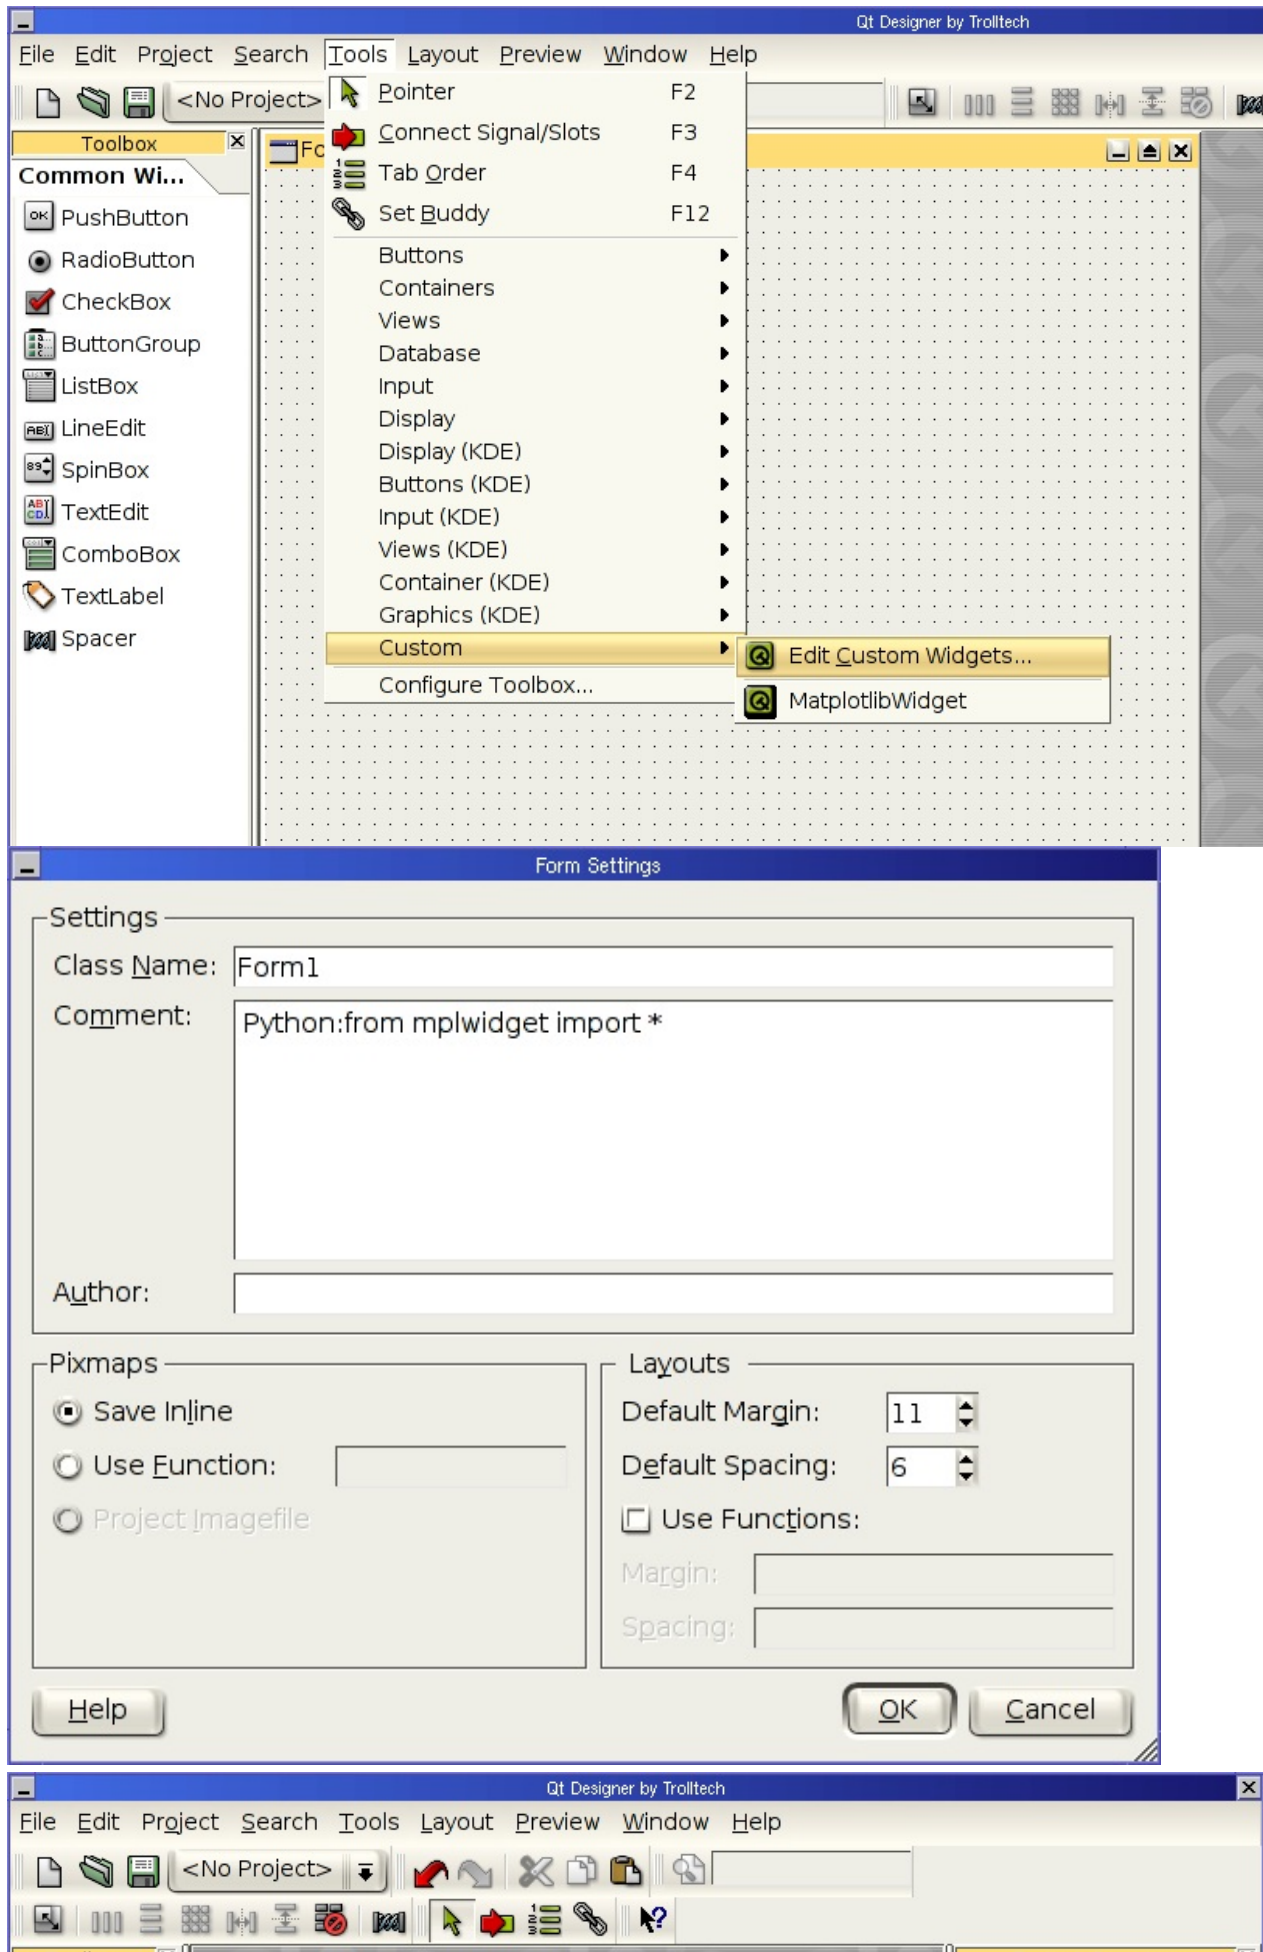 Qt Designer by Trolltech
File Edit Project Search Tools Layout Preview Window Help
<No Project>
Toolbox
Common Wi...
PushButton
RadioButton
CheckBox
ButtonGroup
ListBox
LineEdit
SpinBox
TextEdit
ComboBox
TextLabel
Spacer
Fo
Pointer F2
Connect Signal/Slots F3
Tab Order F4
Set Buddy F12
Buttons
Containers
Views
Database
Input
Display
Display (KDE)
Buttons (KDE)
Input (KDE)
Views (KDE)
Container (KDE)
Graphics (KDE)
Custom
Configure Toolbox...
Edit Custom Widgets...
MatplotlibWidget
Form Settings
Settings
Class Name: Form1
Comment: Python:from mplwidget import *
Author:
Pixmaps
Save Inline
Use Function:
Project Imagefile
Layouts
Default Margin: 11
Default Spacing: 6
Use Functions:
Margin:
Spacing:
Help OK Cancel
Qt Designer by Trolltech
File Edit Project Search Tools Layout Preview Window Help
<No Project>